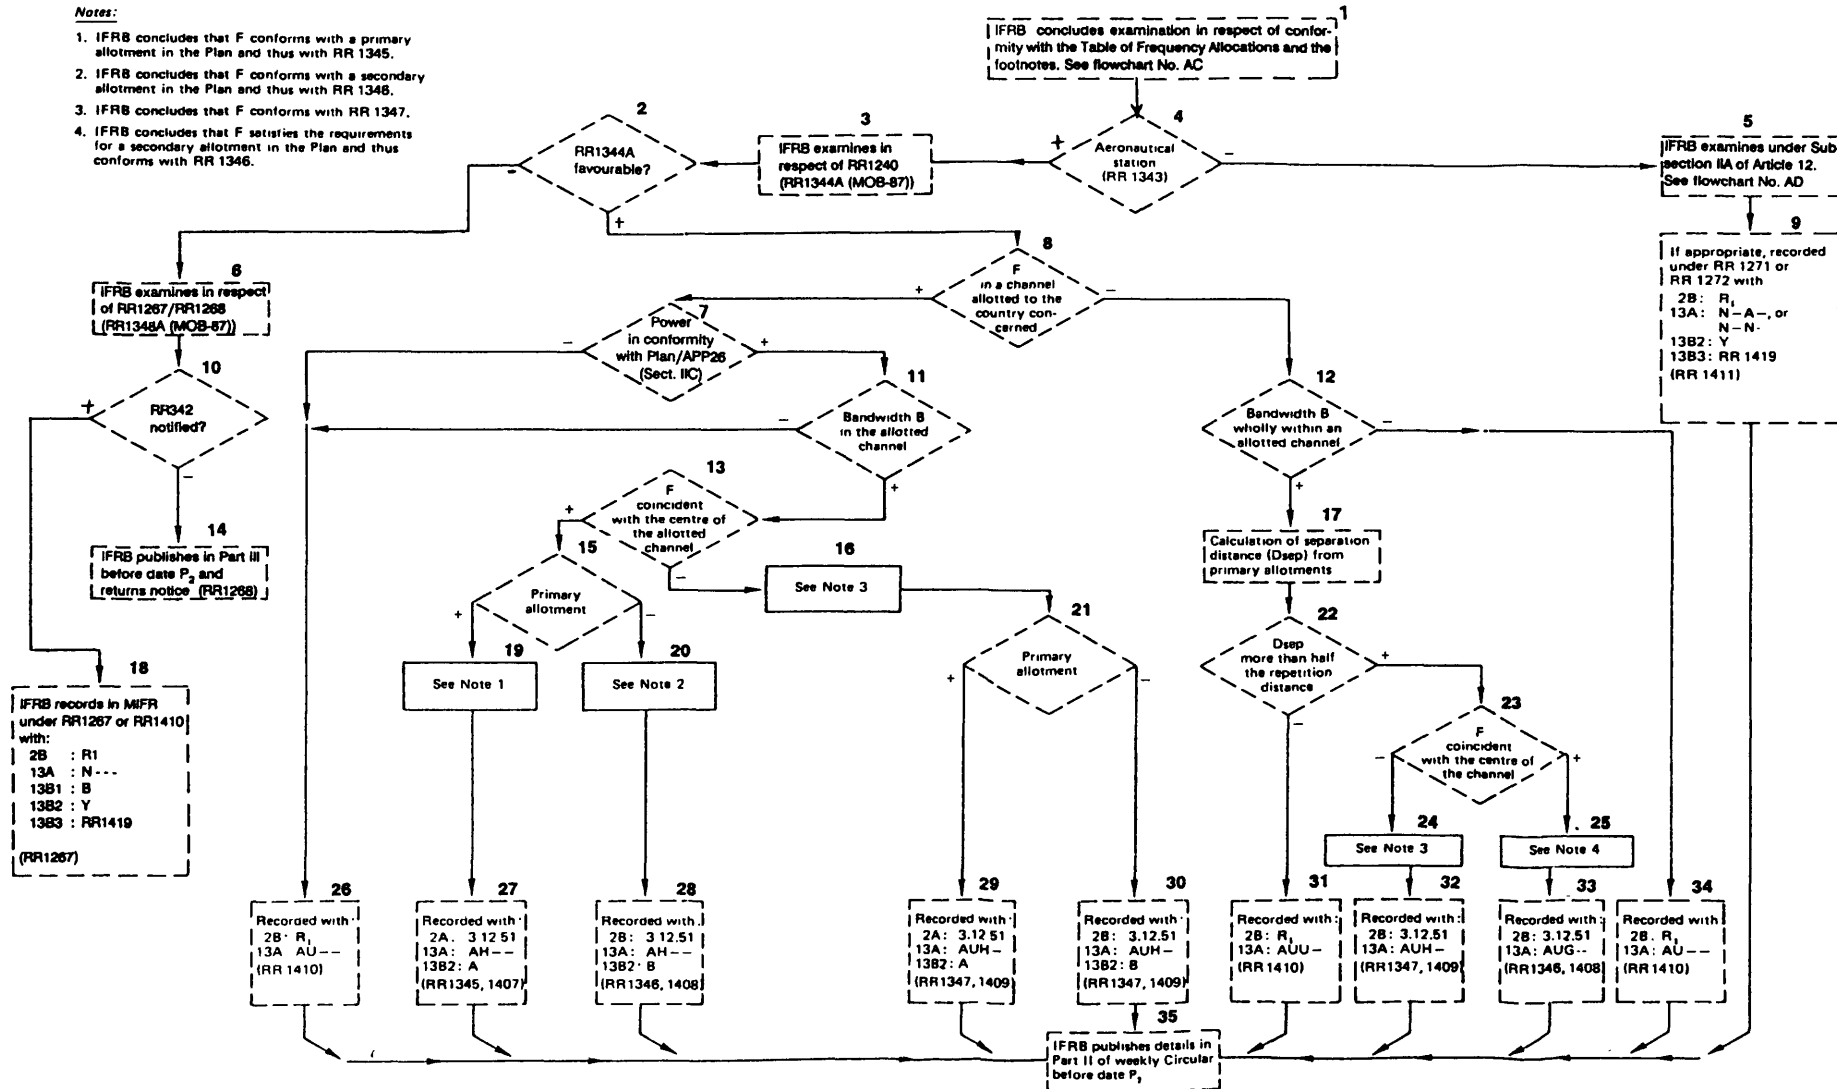 Notes:
1. IFRB concludes that F conforms with a primary
allotment in the Plan and thus with RR 1345.
2. IFRB concludes that F conforms with a secondary
allotment in the Plan and thus with RR 1346.
3. IFRB concludes that F conforms with RR 1347.
4. IFRB concludes that F satisfies the requirements
for a secondary allotment in the Plan and thus
conforms with RR 1346.
1
IFRB concludes examination in respect of confor-
mity with the Table of Frequency Allocations and the
footnotes. See flowchart No. AC
2
RR1344A
favourable?
-
+
3
IFRB examines in
respect of RR1240
(RR1344A (MOB-87))
4
Aeronautical
station
(RR 1343)
+
-
5
IFRB examines under Sub-
section IIA of Article 12.
See flowchart No. AD
6
IFRB examines in respect
of RR1267/RR1268
(RR1348A (MOB-87))
7
Power
in conformity
with Plan/APP26
(Sect. IIC)
-
+
8
F
in a channel
allotted to the
country con-
cerned
+
-
9
If appropriate, recorded
under RR 1271 or
RR 1272 with
2B: R1
13A: N-A-, or
N-N-
13B2: Y
13B3: RR 1419
(RR 1411)
10
RR342
notified?
+
-
11
Bandwidth B
in the allotted
channel
-
+
12
Bandwidth B
wholly within an
allotted channel
-
+
13
F
coincident
with the centre of
the allotted
channel
+
-
14
IFRB publishes in Part III
before date P2 and
returns notice (RR1268)
15
Primary
allotment
+
-
16
See Note 3
17
Calculation of separation
distance (Dsep) from
primary allotments
18
IFRB records in MIFR
under RR1267 or RR1410
with:
2B : R1
13A : N---
13B1 : B
13B2 : Y
13B3 : RR1419
(RR1267)
19
See Note 1
20
See Note 2
21
Primary
allotment
+
-
22
Dsep
more than half
the repetition
distance
+
-
23
F
coincident
with the centre of
the channel
-
+
24
See Note 3
25
See Note 4
26
Recorded with:
2B: R1
13A AU--
(RR 1410)
27
Recorded with:
2A. 3.12.51
13A: AH--
13B2: A
(RR1345, 1407)
28
Recorded with.
2B: 3.12.51
13A: AH--
13B2: B
(RR1346, 1408)
29
Recorded with:
2A: 3.12.51
13A: AUH-
13B2: A
(RR1347, 1409)
30
Recorded with:
2B: 3.12.51
13A: AUH-
13B2: B
(RR1347, 1409)
31
Recorded with:
2B: R1
13A: AUU-
(RR 1410)
32
Recorded with:
2B: 3.12.51
13A: AUH-
(RR1347, 1409)
33
Recorded with:
2B: 3.12.51
13A: AUG--
(RR1346, 1408)
34
Recorded with
2B: R1
13A: AU--
(RR1410)
35
IFRB publishes details in
Part II of weekly Circular
before date P1